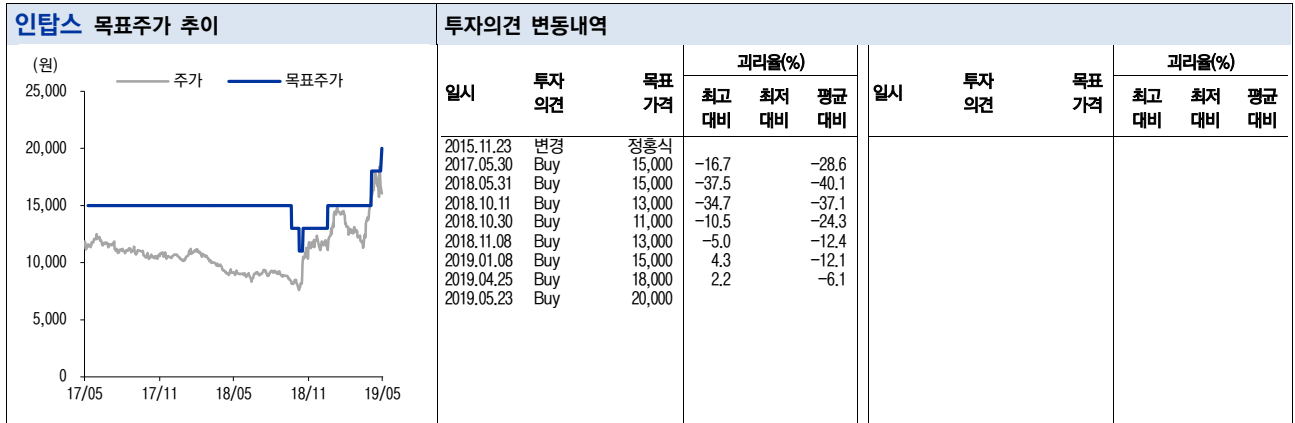 인탑스 목표주가 추이
(원)
주가 목표주가
25,000
20,000
15,000
10,000
5,000
0
17/05 17/11 18/05 18/11 19/05
투자의견 변동내역
일시 투자의견 목표가격 괴리율(%)
최고대비 최저대비 평균대비
2015.11.23 변경 정홍식
2017.05.30 Buy 15,000 -16.7 -28.6
2018.05.31 Buy 15,000 -37.5 -40.1
2018.10.11 Buy 13,000 -34.7 -37.1
2018.10.30 Buy 11,000 -10.5 -24.3
2018.11.08 Buy 13,000 -5.0 -12.4
2019.01.08 Buy 15,000 4.3 -12.1
2019.04.25 Buy 18,000 2.2 -6.1
2019.05.23 Buy 20,000
일시 투자의견 목표가격 괴리율(%)
최고대비 최저대비 평균대비